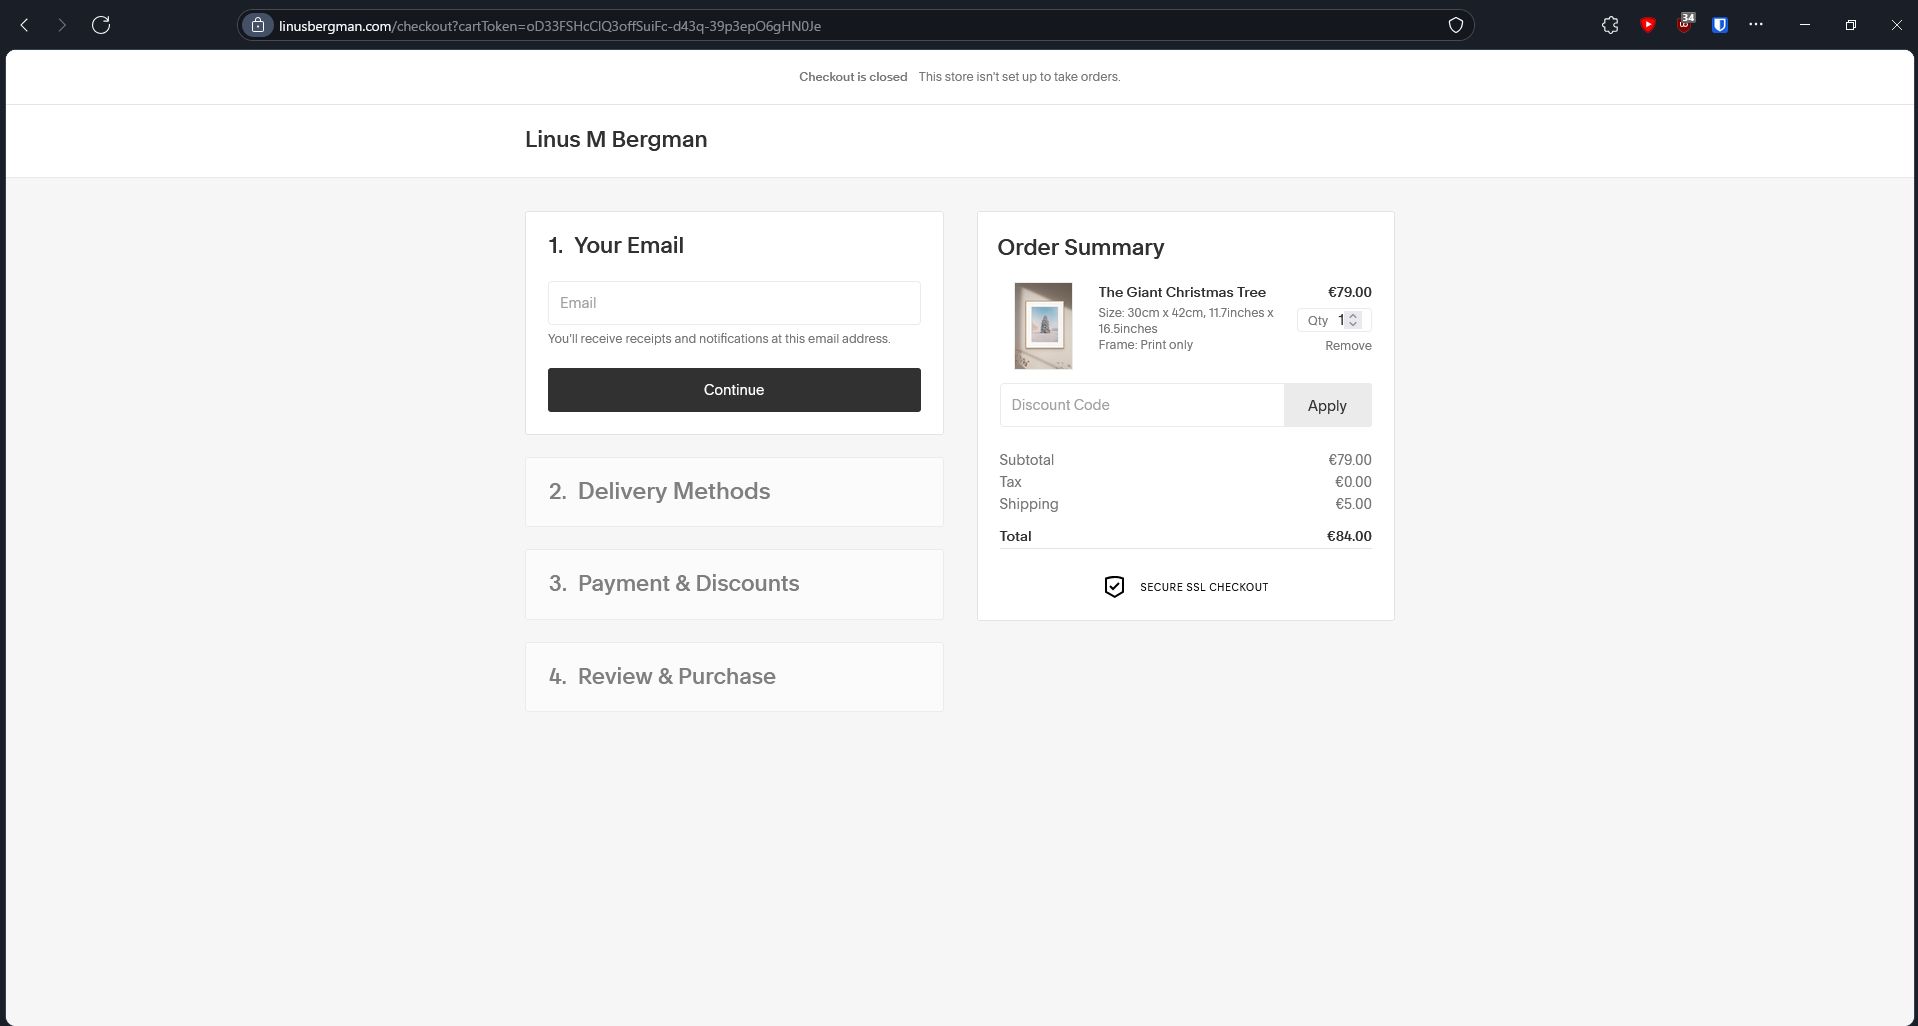 linusbergman.com/checkout?cartToken=oD33FSHcClQ3offSuiFc-d43q-39p3epO6gHN0Je
34
Checkout is closed This store isn't set up to take orders.
Linus M Bergman
1. Your Email
Email
You'll receive receipts and notifications at this email address.
Continue
2. Delivery Methods
3. Payment & Discounts
4. Review & Purchase
Order Summary
The Giant Christmas Tree €79.00
Size: 30cm x 42cm, 11.7inches x
16.5inches
Frame: Print only
Qty 1
Remove
Discount Code Apply
Subtotal €79.00
Tax €0.00
Shipping €5.00
Total €84.00
SECURE SSL CHECKOUT